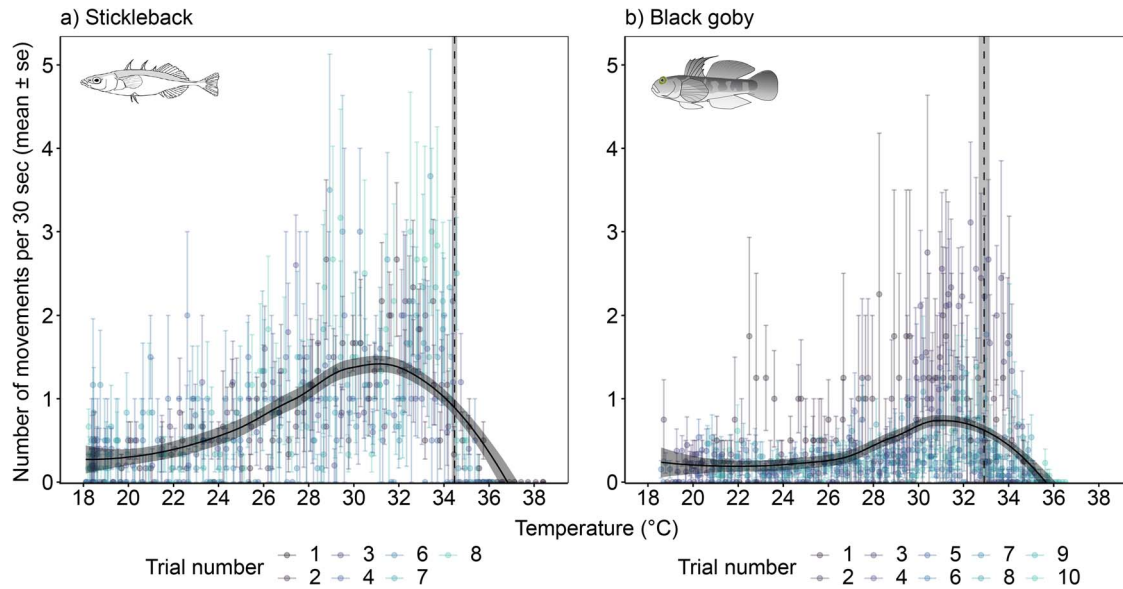 a) Stickleback
b) Black goby
Number of movements per 30 sec (mean ± se)
5
4
3
2
1
0
18 20 22 24 26 28 30 32 34 36 38
5
4
3
2
1
0
18 20 22 24 26 28 30 32 34 36 38
Temperature (°C)
Trial number
1 3 6 8
2 4 7
Trial number
1 3 5 7 9
2 4 6 8 10